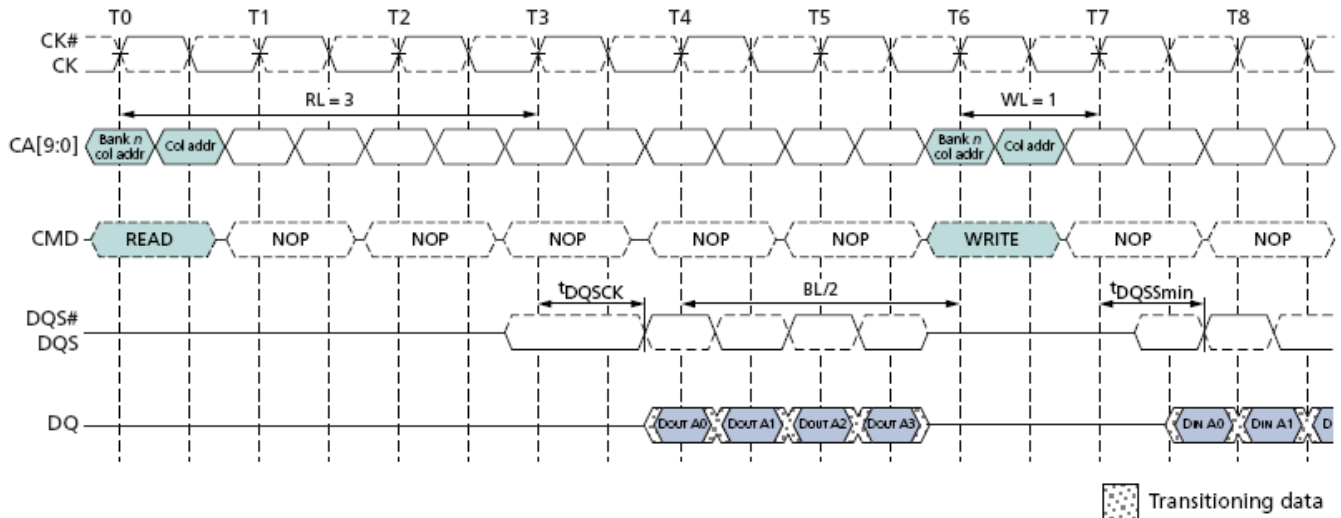 T0 T1 T2 T3 T4 T5 T6 T7 T8
CK#
CK
RL = 3 WL = 1
CA[9:0] Bank n col addr Col addr Bank n col addr Col addr
CMD READ NOP NOP NOP NOP NOP WRITE NOP NOP
tDQSCK BL/2 tDQSSmin
DQS#
DQS
DQ DOUT A0 DOUT A1 DOUT A2 DOUT A3 DIN A0 DIN A1 D
Transitioning data